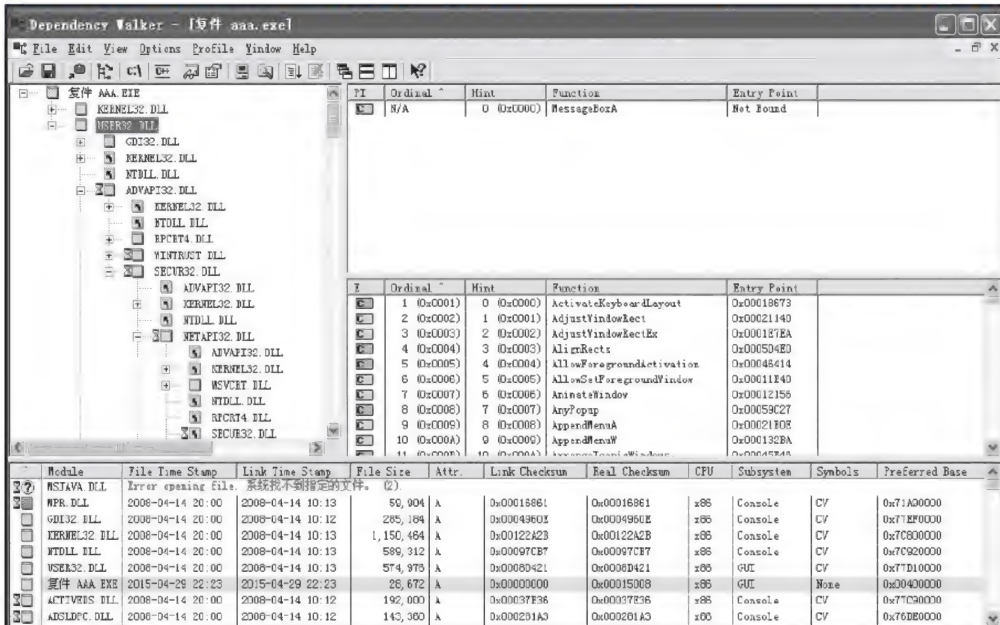 Dependency Walker - [复件 aaa.exe]
File Edit View Options Profile Window Help
复件 AAA.EXE
KERNEL32.DLL
USER32.DLL
GDI32.DLL
KERNEL32.DLL
NTDLL.DLL
ADVAPI32.DLL
KERNEL32.DLL
NTDLL.DLL
RPCRT4.DLL
WINTRUST.DLL
SECUR32.DLL
ADVAPI32.DLL
KERNEL32.DLL
NTDLL.DLL
NETAPI32.DLL
ADVAPI32.DLL
KERNEL32.DLL
MSVCRT.DLL
NTDLL.DLL
RPCRT4.DLL
SECUR32.DLL
PI Ordinal ^ Hint Function Entry Point
C N/A 0 (0x0000) MessageBoxA Not Bound
E Ordinal ^ Hint Function Entry Point
C 1 (0x0001) 0 (0x0000) ActivateKeyboardLayout 0x00018673
C 2 (0x0002) 1 (0x0001) AdjustWindowRect 0x00021140
C 3 (0x0003) 2 (0x0002) AdjustWindowRectEx 0x0001E7EA
C 4 (0x0004) 3 (0x0003) AlignRects 0x000504E0
C 5 (0x0005) 4 (0x0004) AllowForegroundActivation 0x00046414
C 6 (0x0006) 5 (0x0005) AllowSetForegroundWindow 0x00011E40
C 7 (0x0007) 6 (0x0006) AnimateWindow 0x00012156
C 8 (0x0008) 7 (0x0007) AnyPopup 0x00059C27
C 9 (0x0009) 8 (0x0008) AppendMenuA 0x00021B0E
C 10 (0x000A) 9 (0x0009) AppendMenuW 0x000132BA
Module File Time Stamp Link Time Stamp File Size Attr. Link Checksum Real Checksum CPU Subsystem Symbols Preferred Base
MSJAVA.DLL Error opening file. 系统找不到指定的文件。 (2).
MPR.DLL 2008-04-14 20:00 2008-04-14 10:13 59,904 A 0x00016861 0x00016861 x86 Console CV 0x71A90000
GDI32.DLL 2008-04-14 20:00 2008-04-14 10:12 285,184 A 0x0004960E 0x0004960E x86 Console CV 0x77EF0000
KERNEL32.DLL 2008-04-14 20:00 2008-04-14 10:13 1,150,464 A 0x00122A2B 0x00122A2B x86 Console CV 0x7C800000
NTDLL.DLL 2008-04-14 20:00 2008-04-14 10:13 589,312 A 0x00097CB7 0x00097CB7 x86 Console CV 0x7C920000
USER32.DLL 2008-04-14 20:00 2008-04-14 10:13 574,976 A 0x0008D421 0x0008D421 x86 GUI CV 0x77D10000
复件 AAA.EXE 2015-04-29 22:23 2015-04-29 22:23 28,672 A 0x00000000 0x00015008 x86 GUI None 0x00400000
ACTIVEDS.DLL 2008-04-14 20:00 2008-04-14 10:12 192,000 A 0x00037E36 0x00037E36 x86 Console CV 0x77C90000
ADSLDPC.DLL 2008-04-14 20:00 2008-04-14 10:12 143,360 A 0x000281A3 0x000281A3 x86 Console CV 0x76DE0000